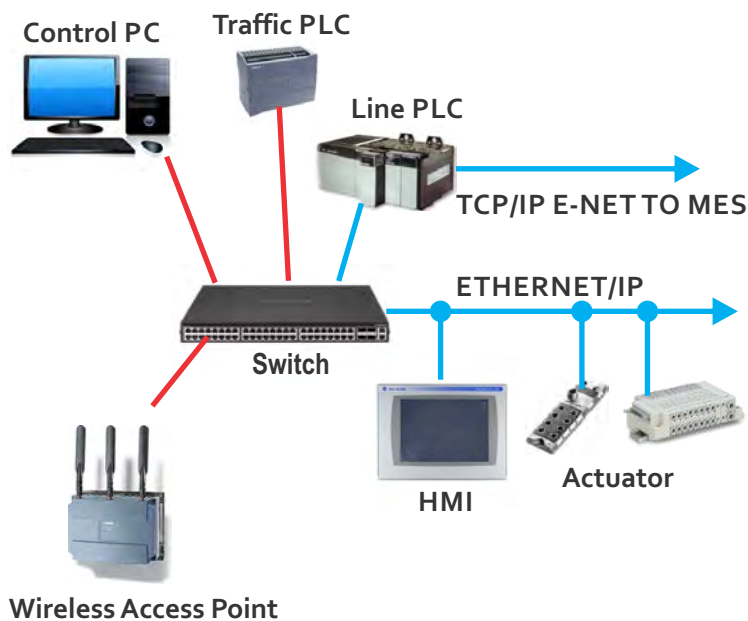 Control PC
Traffic PLC
Line PLC
TCP/IP E-NET TO MES
ETHERNET/IP
Switch
HMI
Actuator
Wireless Access Point